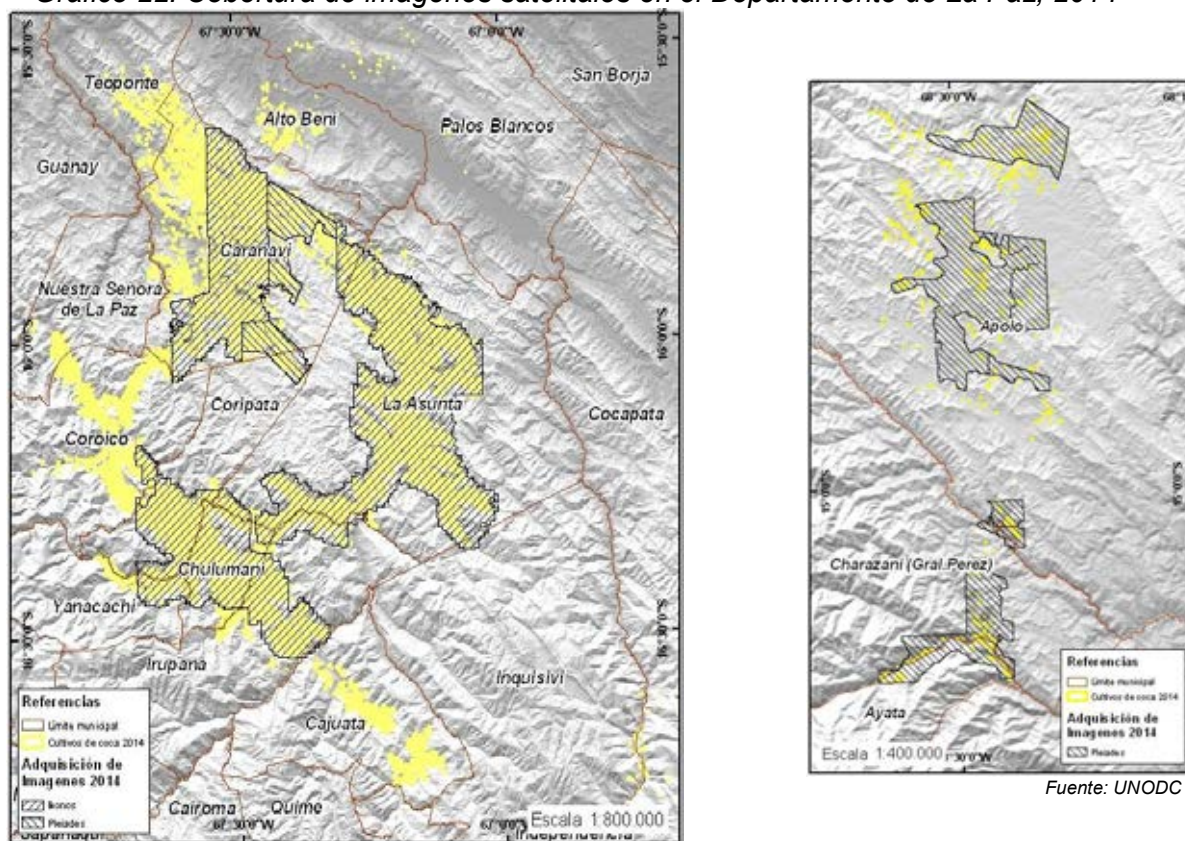 Gráfico 22. Cobertura de imágenes satelitales en el Departamento de La Paz, 2014
67°30'0"W
San Borja
Teoponte
Alto Beni
Palos Blancos
Guanay
Caranavi
Nuestra Senora
de La Paz
Coripata
La Asunta
Cocapata
Coroico
Chulumani
Yanacachi
Irupana
Inquisivi
Cajuata
Referencias
Límite municipal
Cultivos de coca 2014
Adquisición de
Imagenes 2014
Ikonos
Pleiades
Cairoma
Quime
67°30'0"W
Escala 1:800.000
68°30'0"W
Apolo
Charazani (Gral.Perez)
Ayata
Referencias
Límite municipal
Cultivos de coca 2014
Adquisición de
Imagenes 2014
Pleiades
Escala 1:400.000
Fuente: UNODC